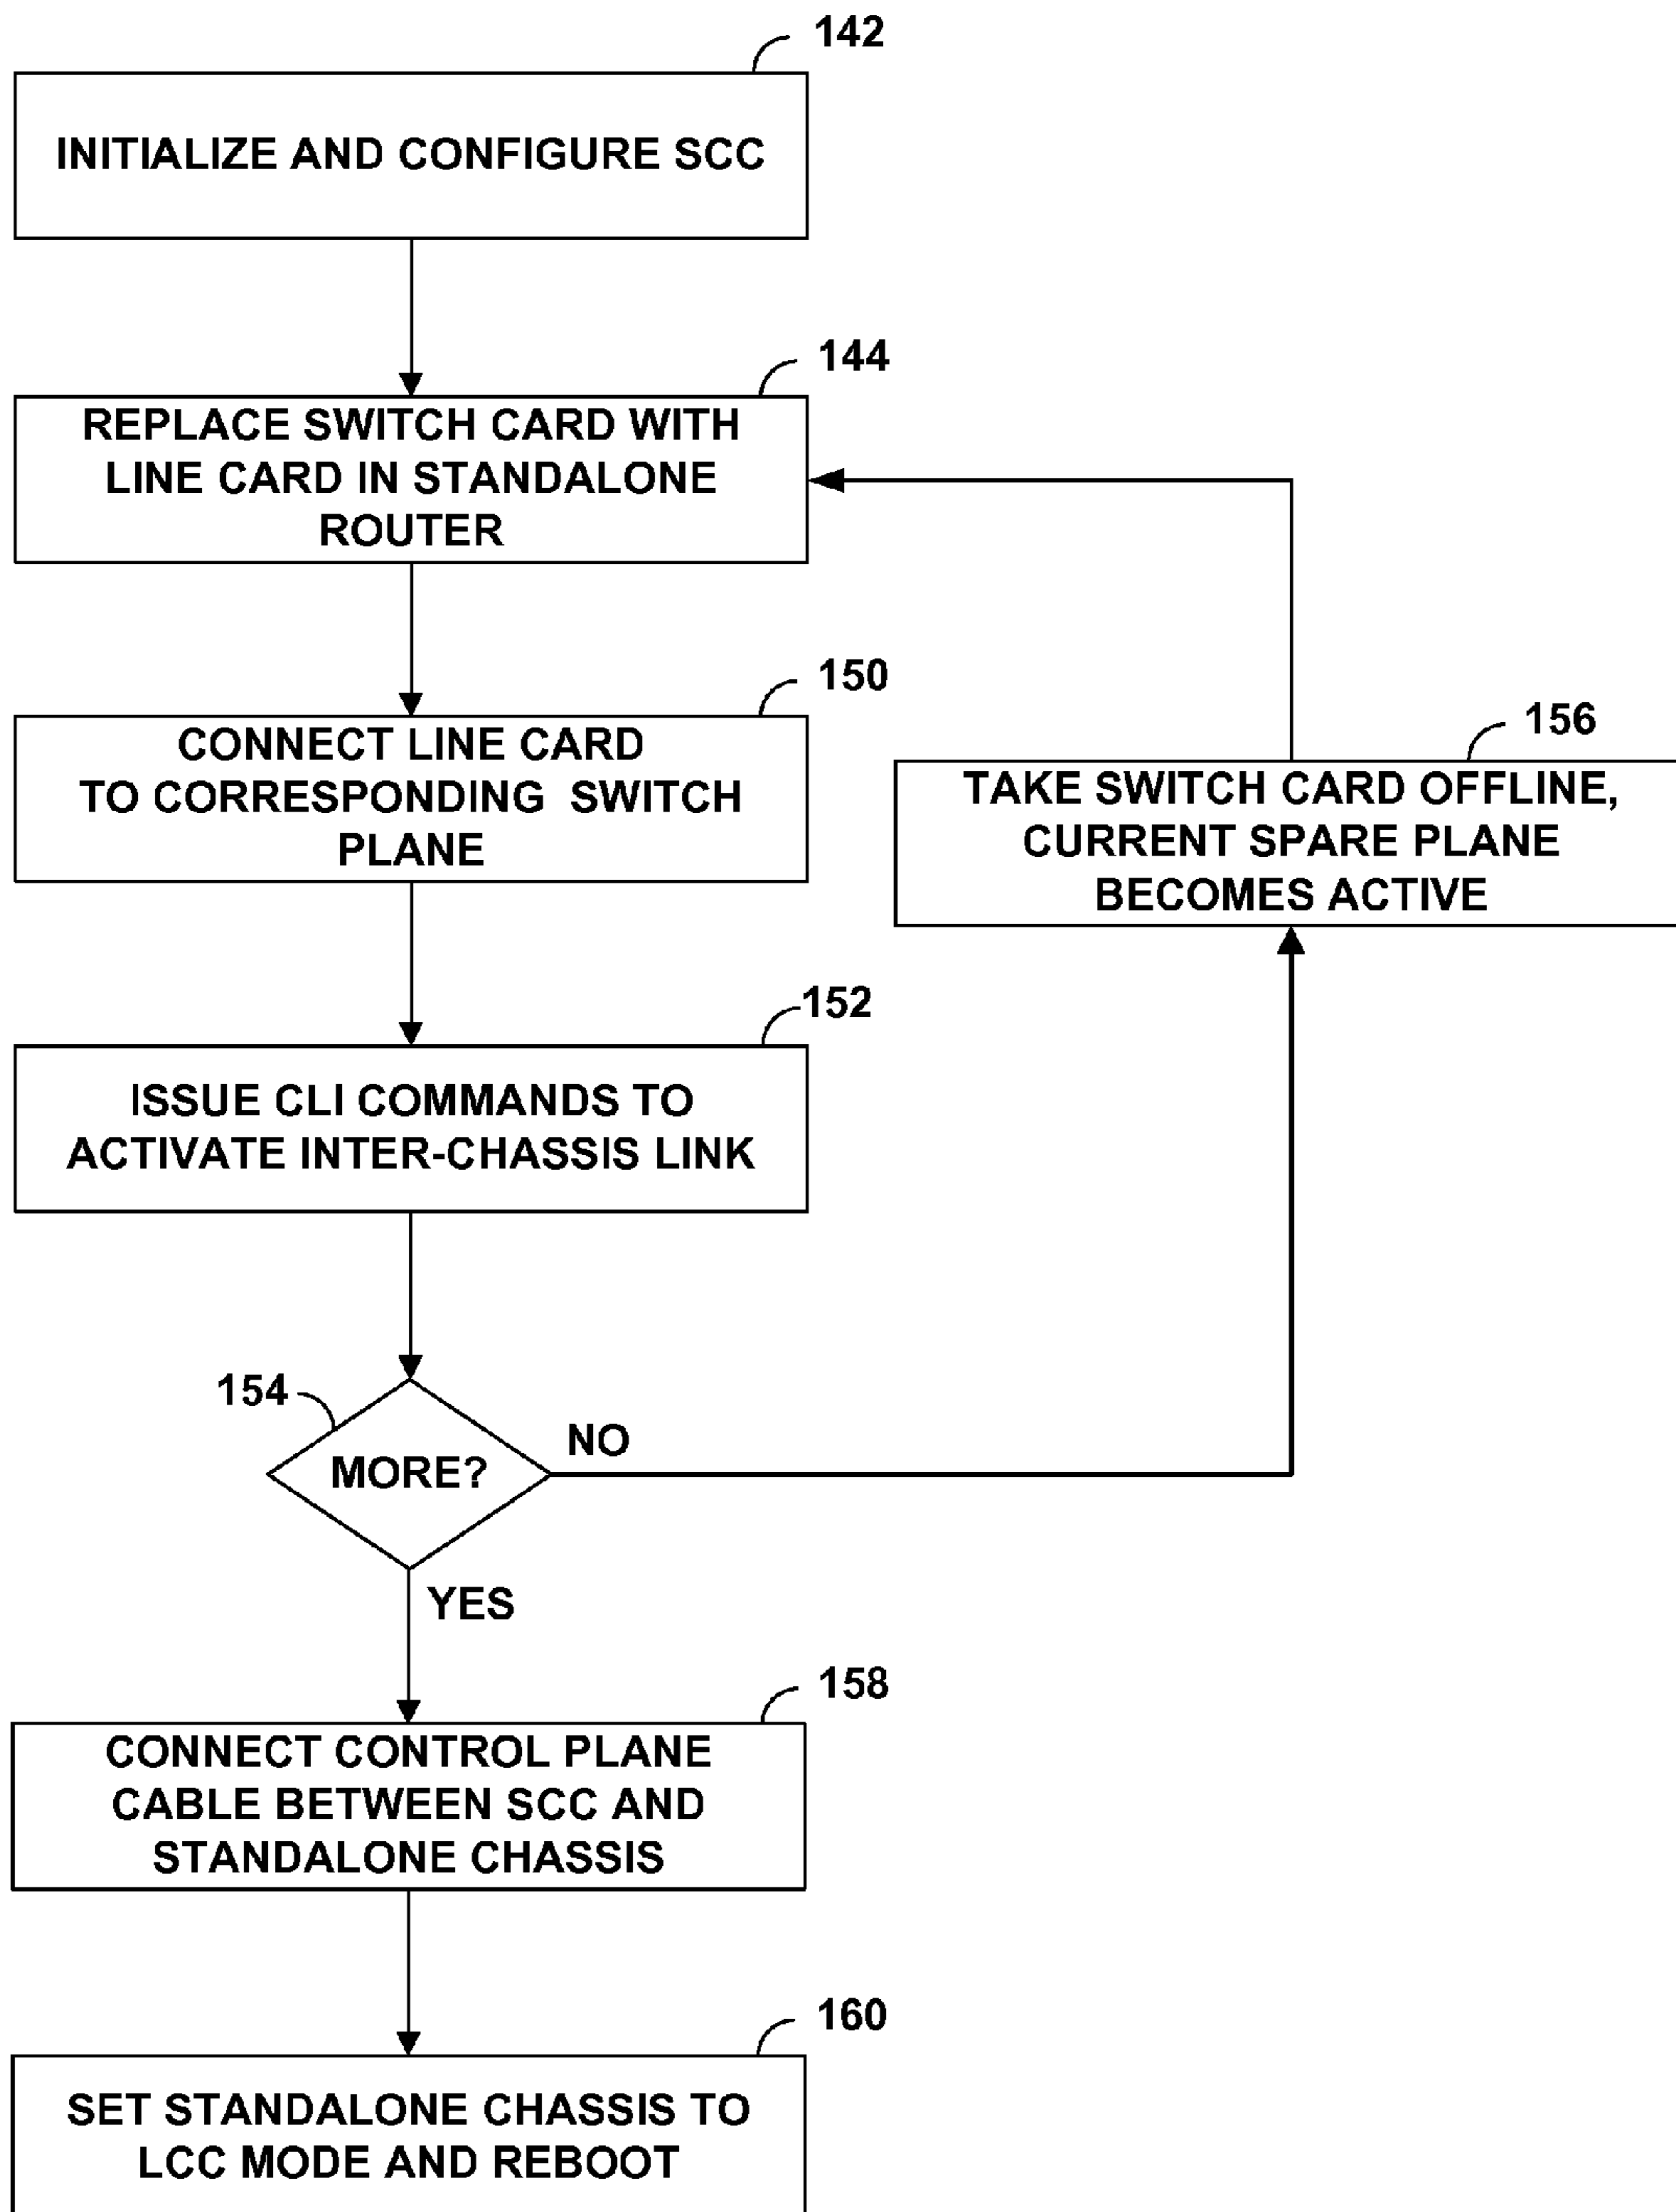 142
INITIALIZE AND CONFIGURE SCC
144
REPLACE SWITCH CARD WITH
LINE CARD IN STANDALONE
ROUTER
150
CONNECT LINE CARD
TO CORRESPONDING SWITCH
PLANE
156
TAKE SWITCH CARD OFFLINE,
CURRENT SPARE PLANE
BECOMES ACTIVE
152
ISSUE CLI COMMANDS TO
ACTIVATE INTER-CHASSIS LINK
154
MORE?
NO
YES
158
CONNECT CONTROL PLANE
CABLE BETWEEN SCC AND
STANDALONE CHASSIS
160
SET STANDALONE CHASSIS TO
LCC MODE AND REBOOT